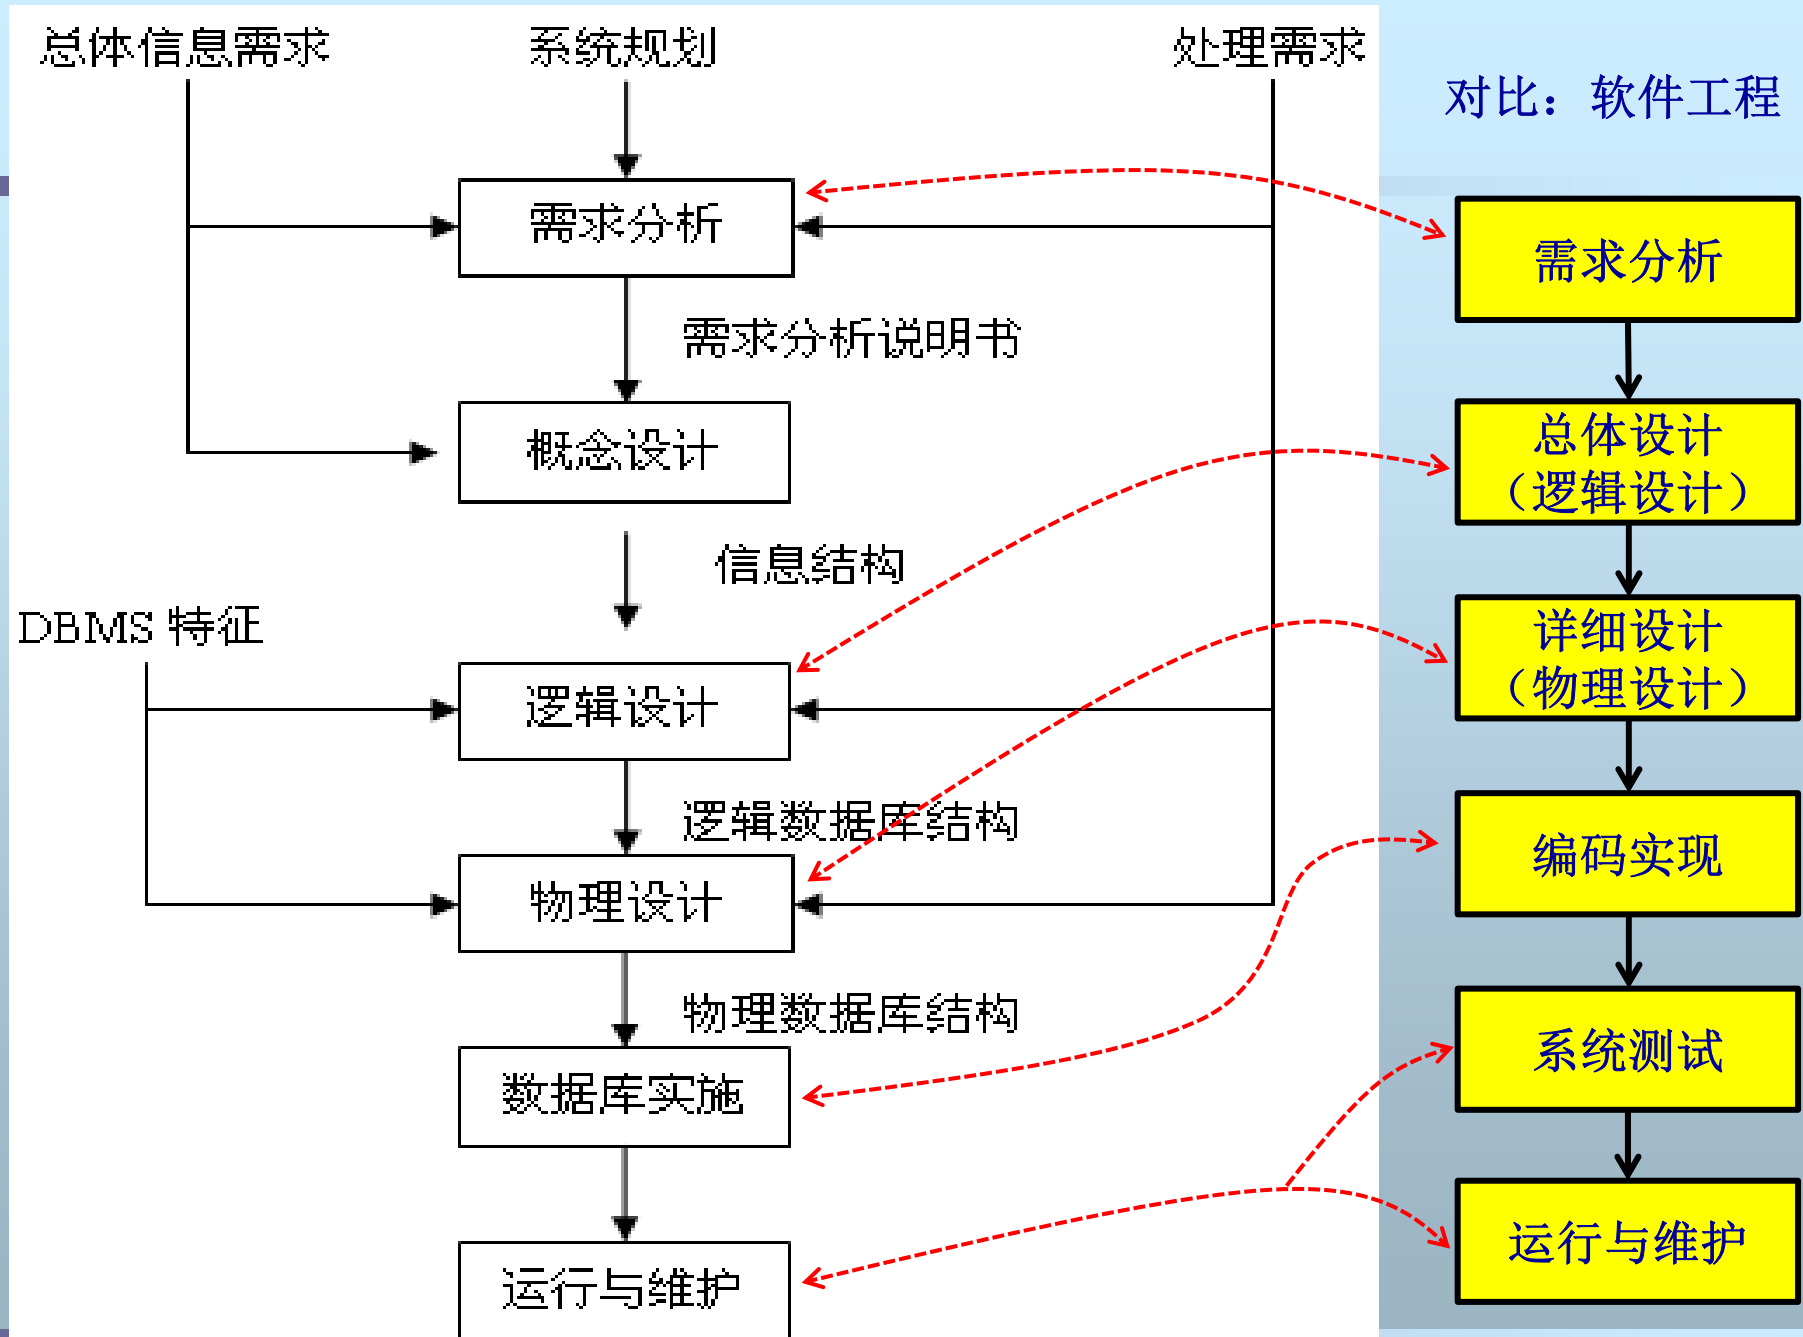 总体信息需求
系统规划
处理需求
对比：软件工程
需求分析
需求分析说明书
概念设计
信息结构
DBMS 特征
逻辑设计
逻辑数据库结构
物理设计
物理数据库结构
数据库实施
运行与维护
需求分析
总体设计
（逻辑设计）
详细设计
（物理设计）
编码实现
系统测试
运行与维护